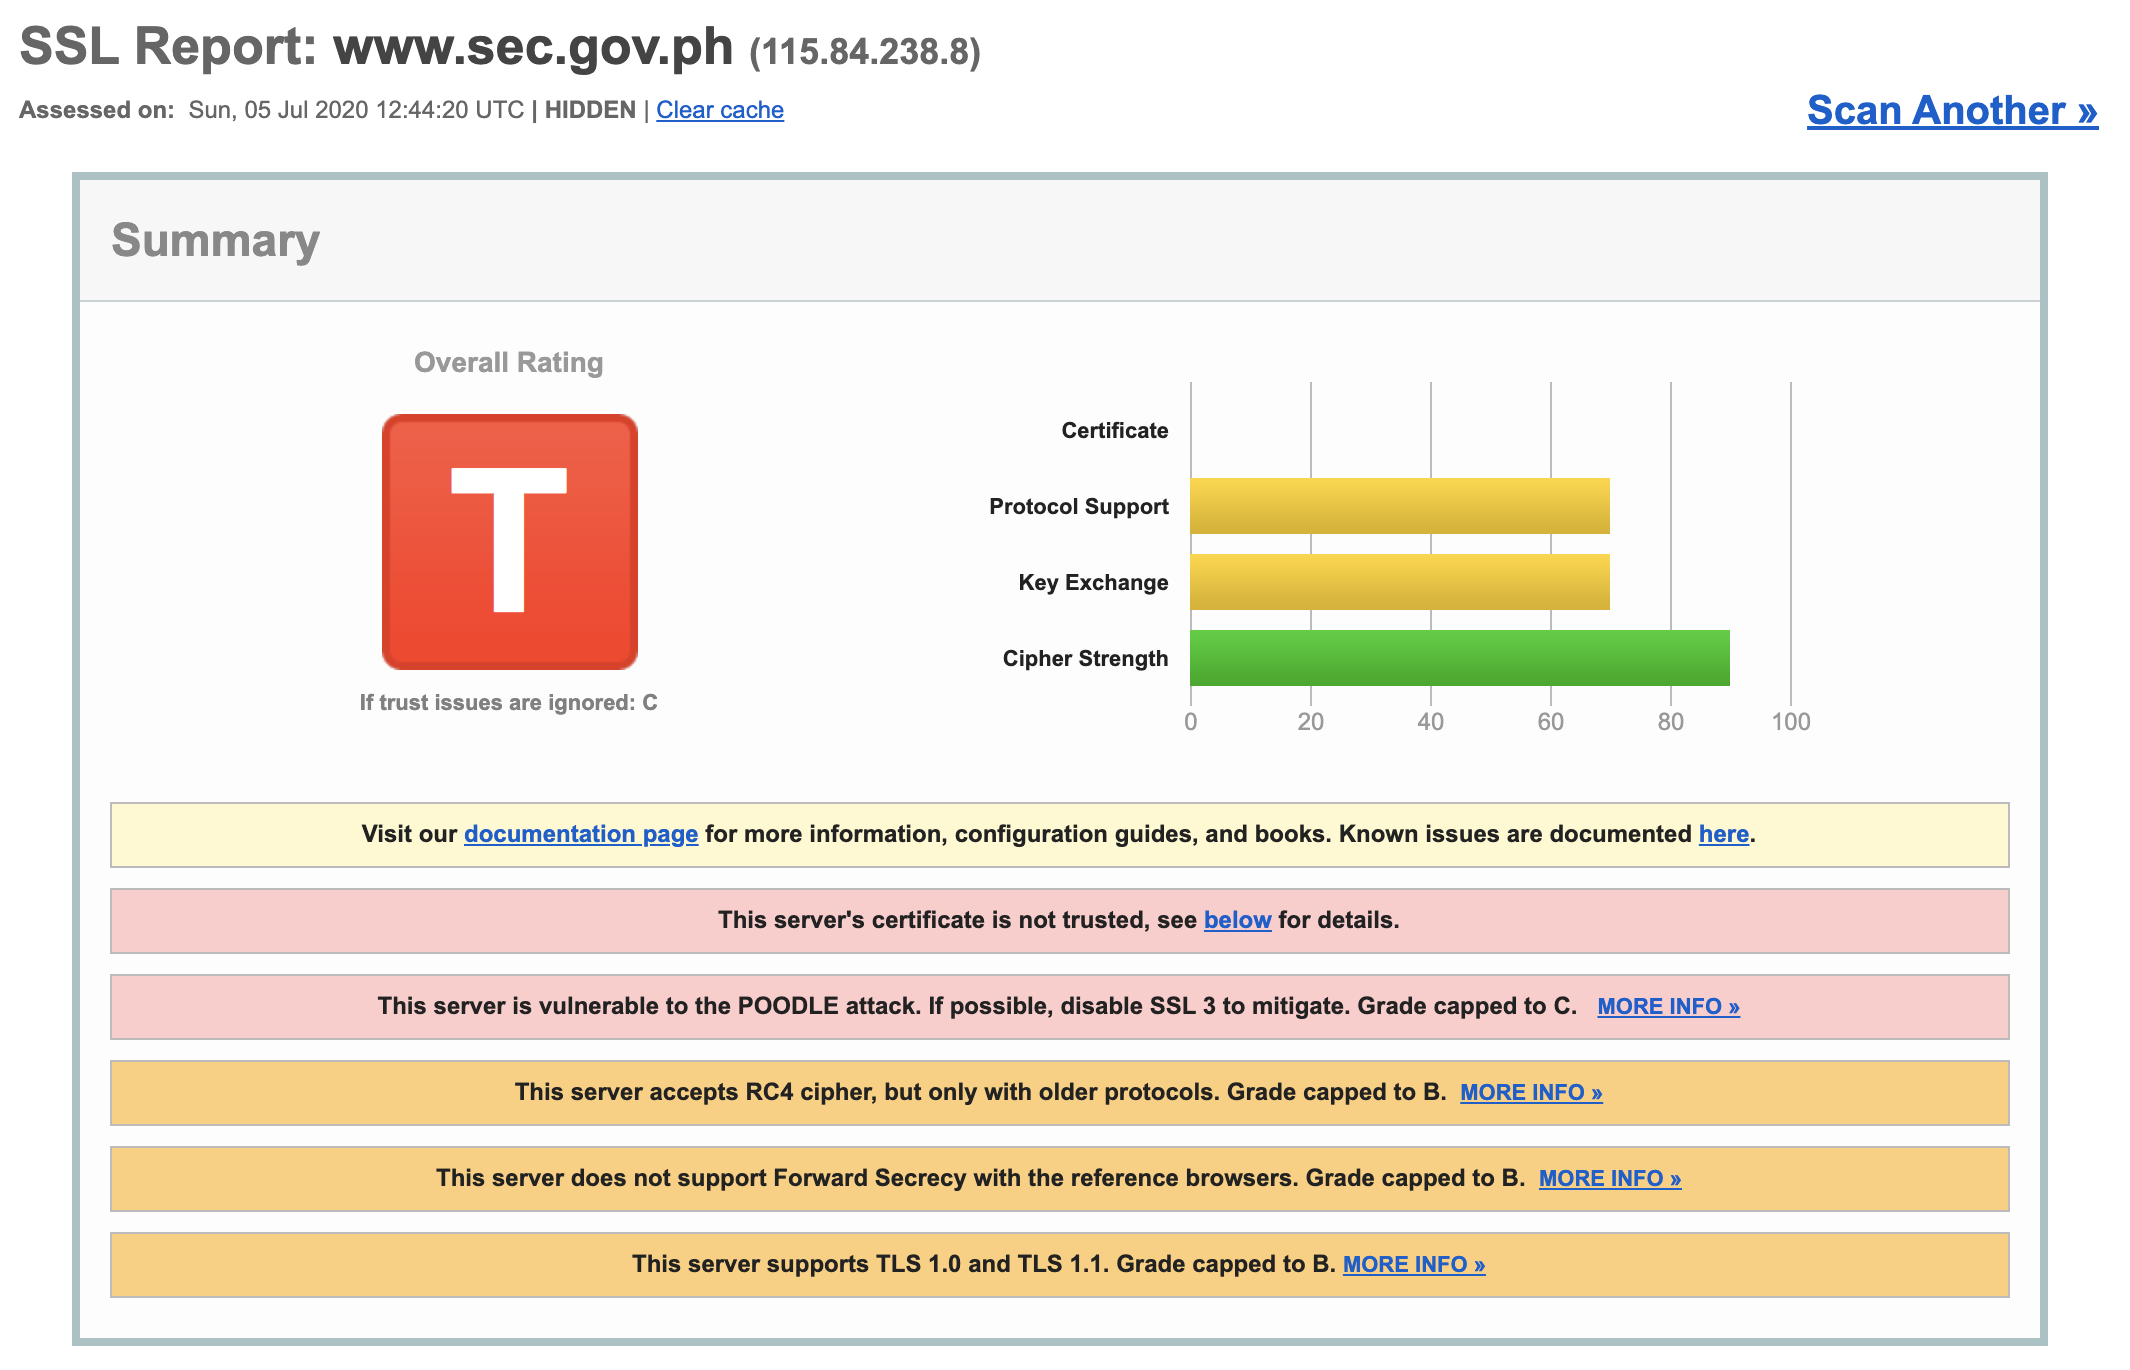 SSL Report: www.sec.gov.ph (115.84.238.8)
Assessed on: Sun, 05 Jul 2020 12:44:20 UTC | HIDDEN | Clear cache
Scan Another »
Summary
Overall Rating
T
If trust issues are ignored: C
Certificate
Protocol Support
Key Exchange
Cipher Strength
0 20 40 60 80 100
Visit our documentation page for more information, configuration guides, and books. Known issues are documented here.
This server's certificate is not trusted, see below for details.
This server is vulnerable to the POODLE attack. If possible, disable SSL 3 to mitigate. Grade capped to C. MORE INFO »
This server accepts RC4 cipher, but only with older protocols. Grade capped to B. MORE INFO »
This server does not support Forward Secrecy with the reference browsers. Grade capped to B. MORE INFO »
This server supports TLS 1.0 and TLS 1.1. Grade capped to B. MORE INFO »